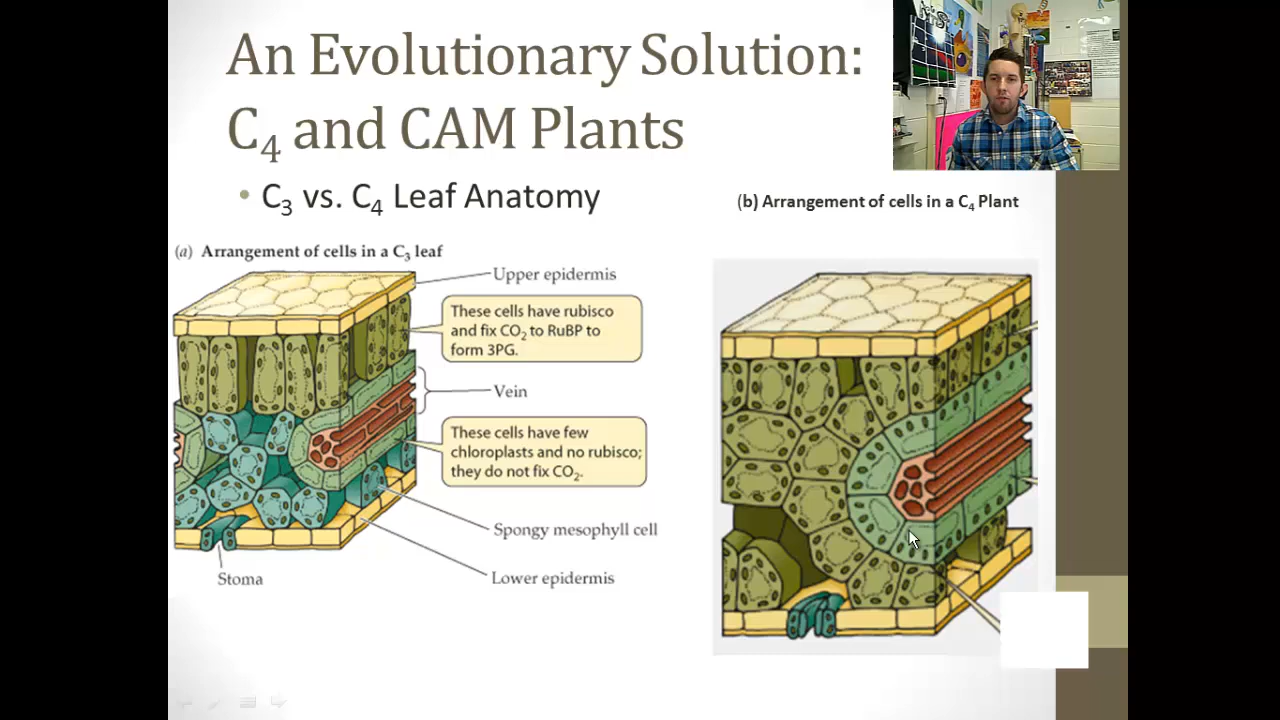 An Evolutionary Solution:
C₄ and CAM Plants
• C₃ vs. C₄ Leaf Anatomy
(a) Arrangement of cells in a C₃ leaf
Upper epidermis
These cells have rubisco
and fix CO₂ to RuBP to
form 3PG.
Vein
These cells have few
chloroplasts and no rubisco;
they do not fix CO₂.
Spongy mesophyll cell
Lower epidermis
Stoma
(b) Arrangement of cells in a C₄ Plant